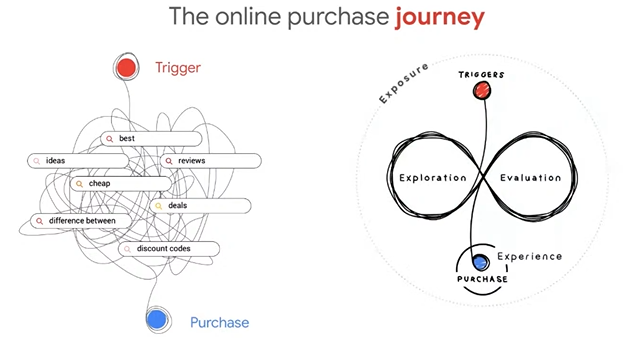 The online purchase journey
Trigger
best
ideas
reviews
cheap
deals
difference between
discount codes
Purchase
Exposure
TRIGGERS
Exploration
Evaluation
Experience
PURCHASE